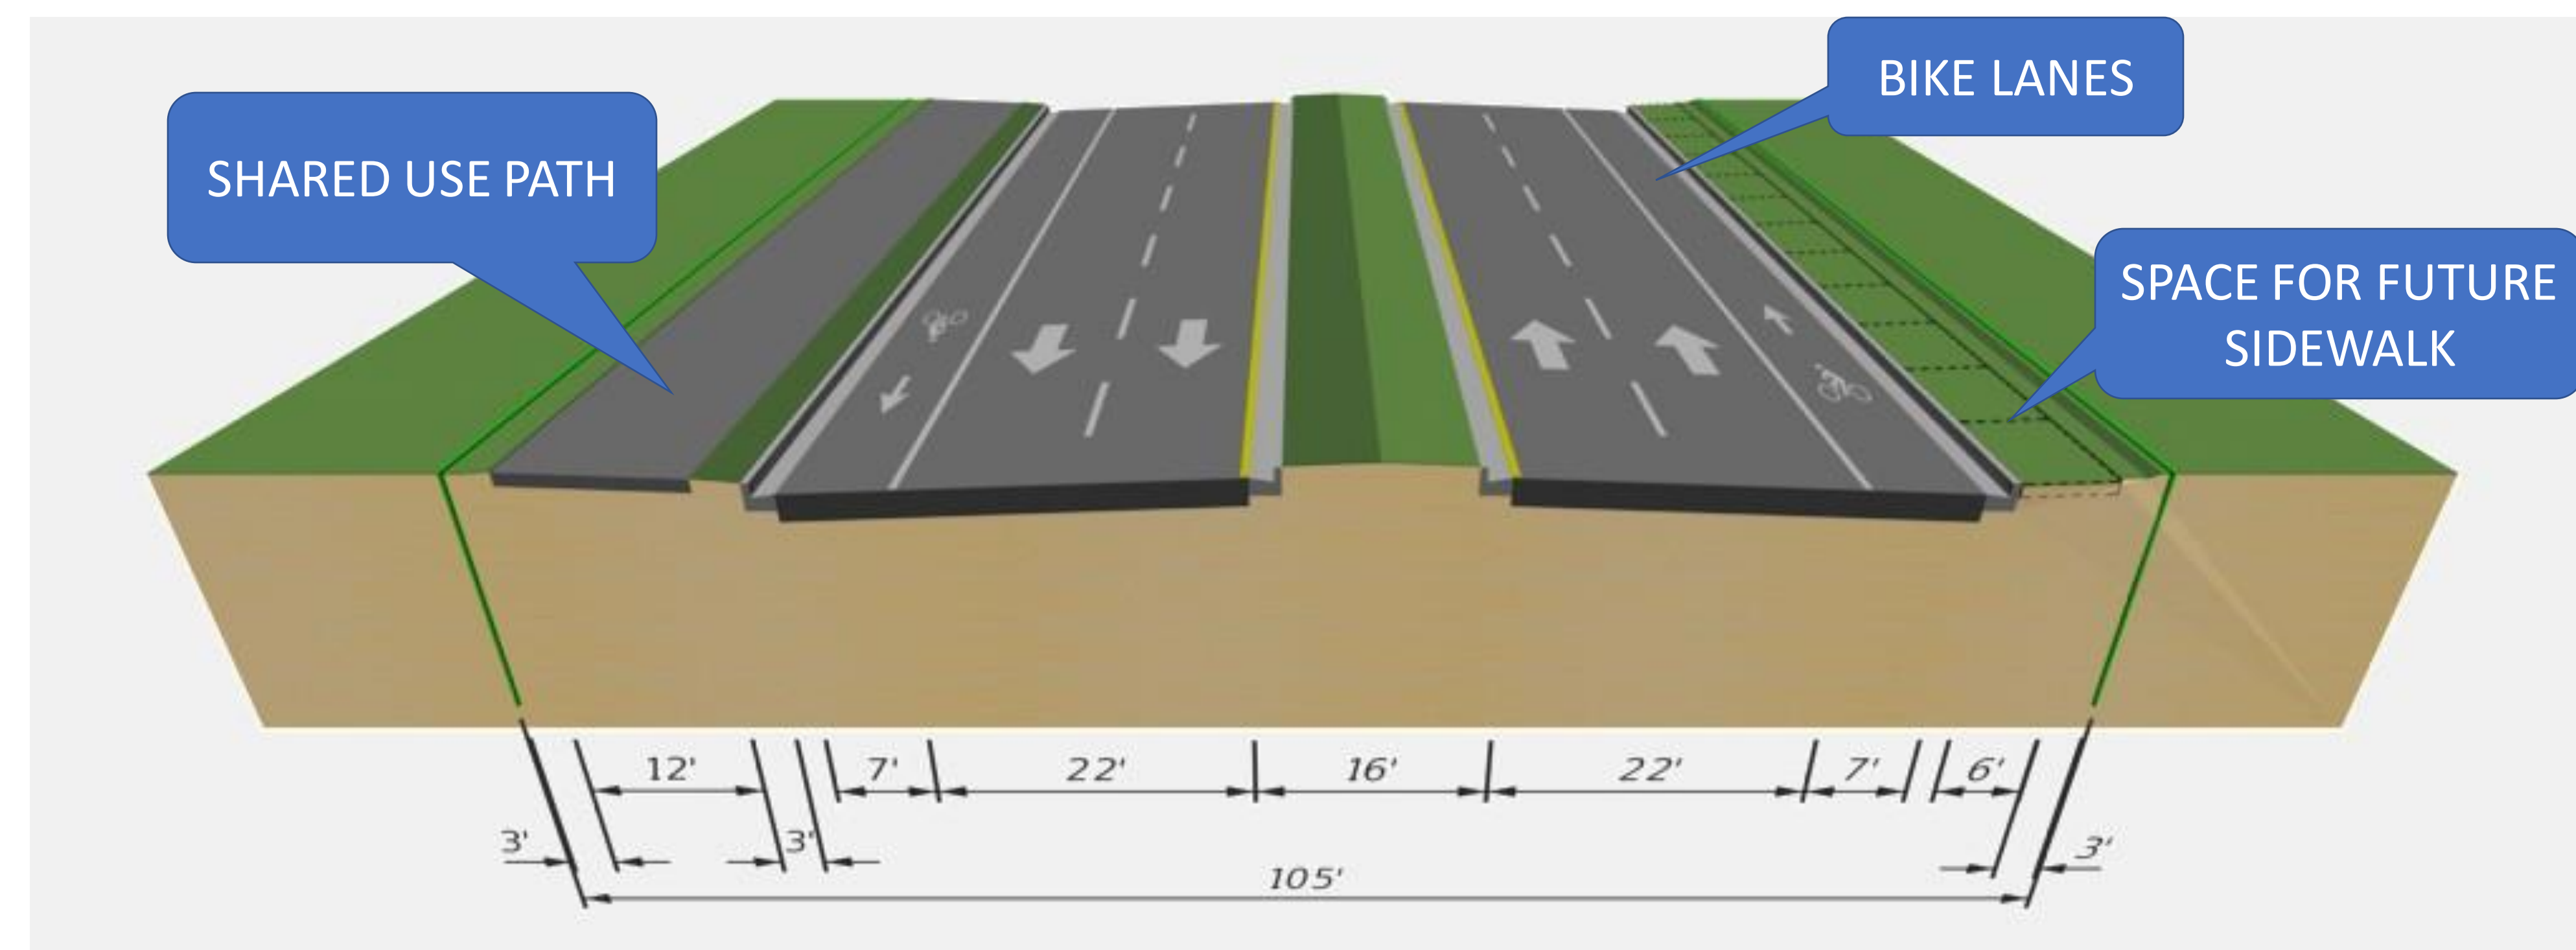 BIKE LANES
SHARED USE PATH
SPACE FOR FUTURE
SIDEWALK
12' 7' 22' 16' 22' 7' 6'
3' 3' 3'
105'